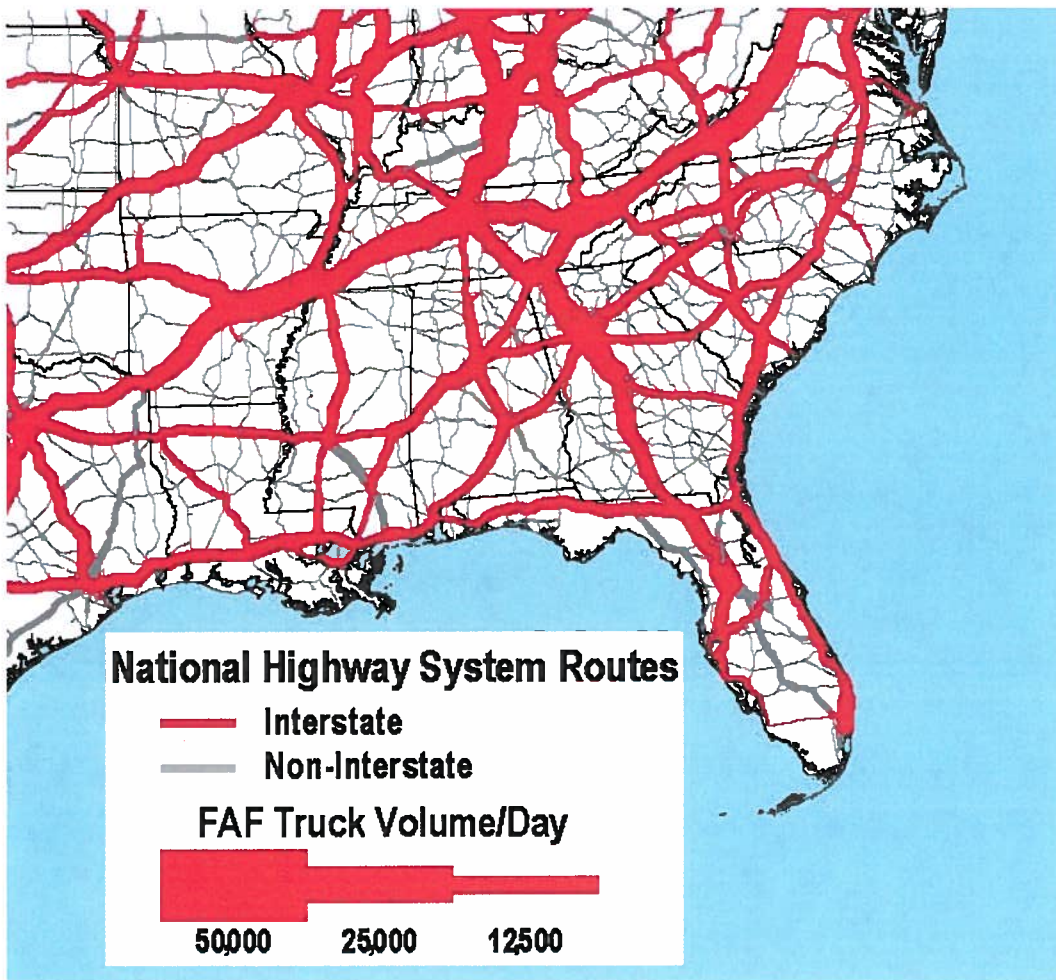 National Highway System Routes
Interstate
Non-Interstate
FAF Truck Volume/Day
50,000 25,000 12,500